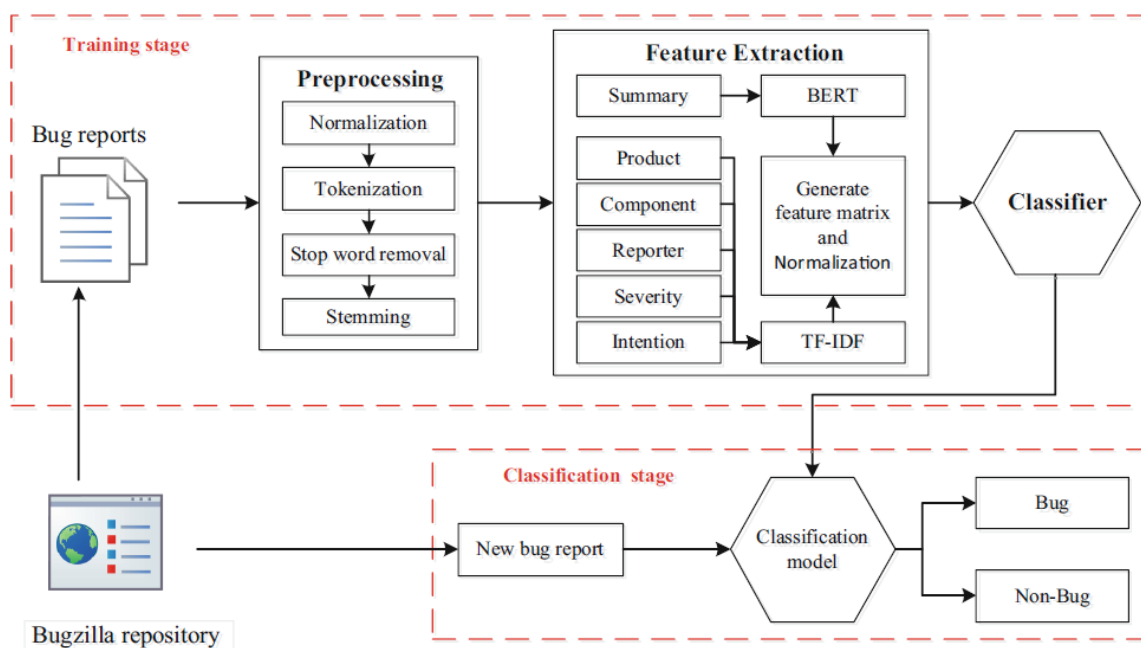 Training stage
Bug reports
Preprocessing
Normalization
Tokenization
Stop word removal
Stemming
Feature Extraction
Summary
BERT
Product
Component
Reporter
Severity
Intention
Generate
feature matrix
and
Normalization
TF-IDF
Classifier
Bugzilla repository
Classification stage
New bug report
Classification
model
Bug
Non-Bug